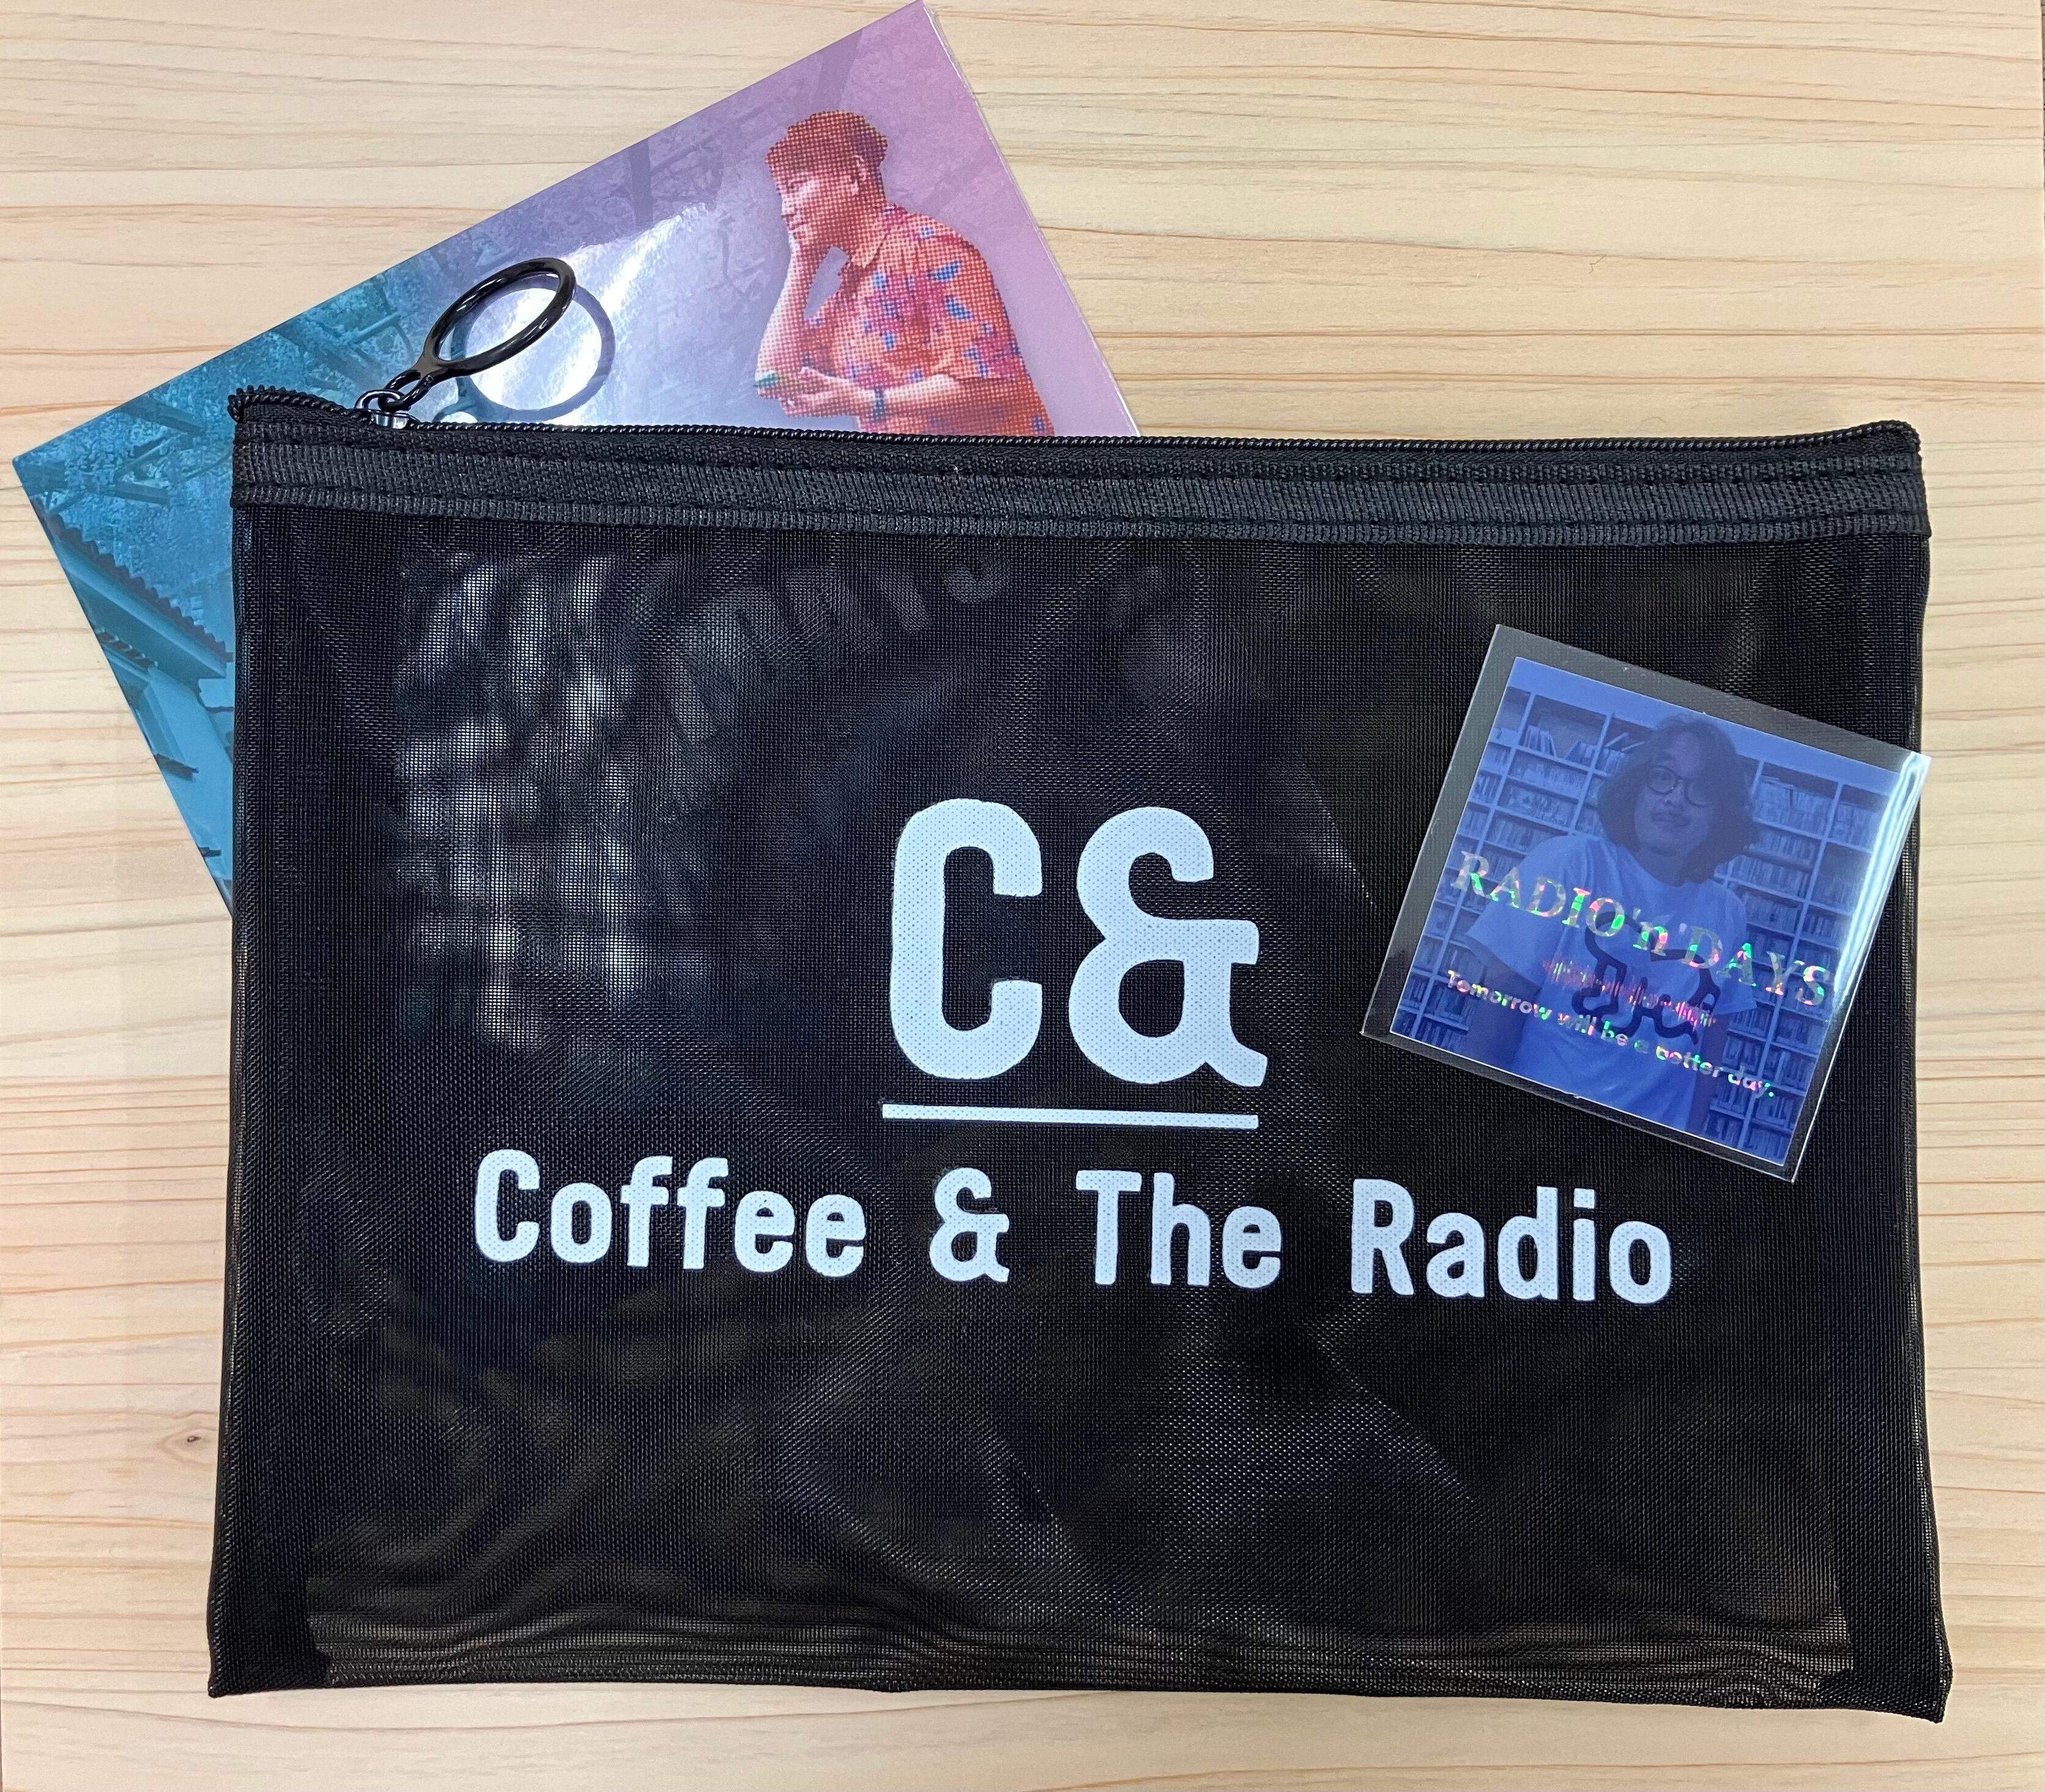 C&
Coffee & The Radio
RADIO'n'DAYS
Tomorrow will be a better day.